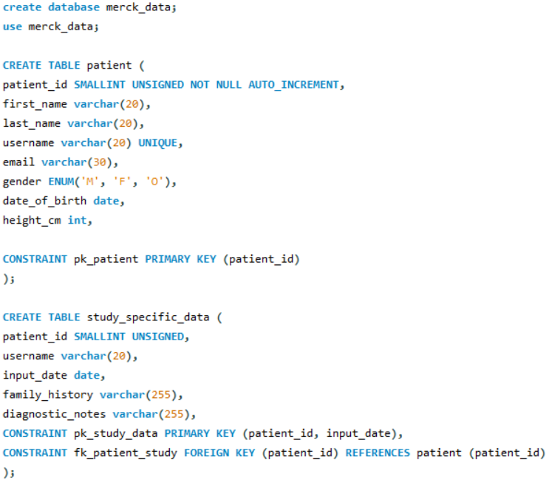 create database merck_data;
use merck_data;
CREATE TABLE patient (
patient_id SMALLINT UNSIGNED NOT NULL AUTO_INCREMENT,
first_name varchar(20),
last_name varchar(20),
username varchar(20) UNIQUE,
email varchar(30),
gender ENUM('M', 'F', 'O'),
date_of_birth date,
height_cm int,
CONSTRAINT pk_patient PRIMARY KEY (patient_id)
);
CREATE TABLE study_specific_data (
patient_id SMALLINT UNSIGNED,
username varchar(20),
input_date date,
family_history varchar(255),
diagnostic_notes varchar(255),
CONSTRAINT pk_study_data PRIMARY KEY (patient_id, input_date),
CONSTRAINT fk_patient_study FOREIGN KEY (patient_id) REFERENCES patient (patient_id)
);